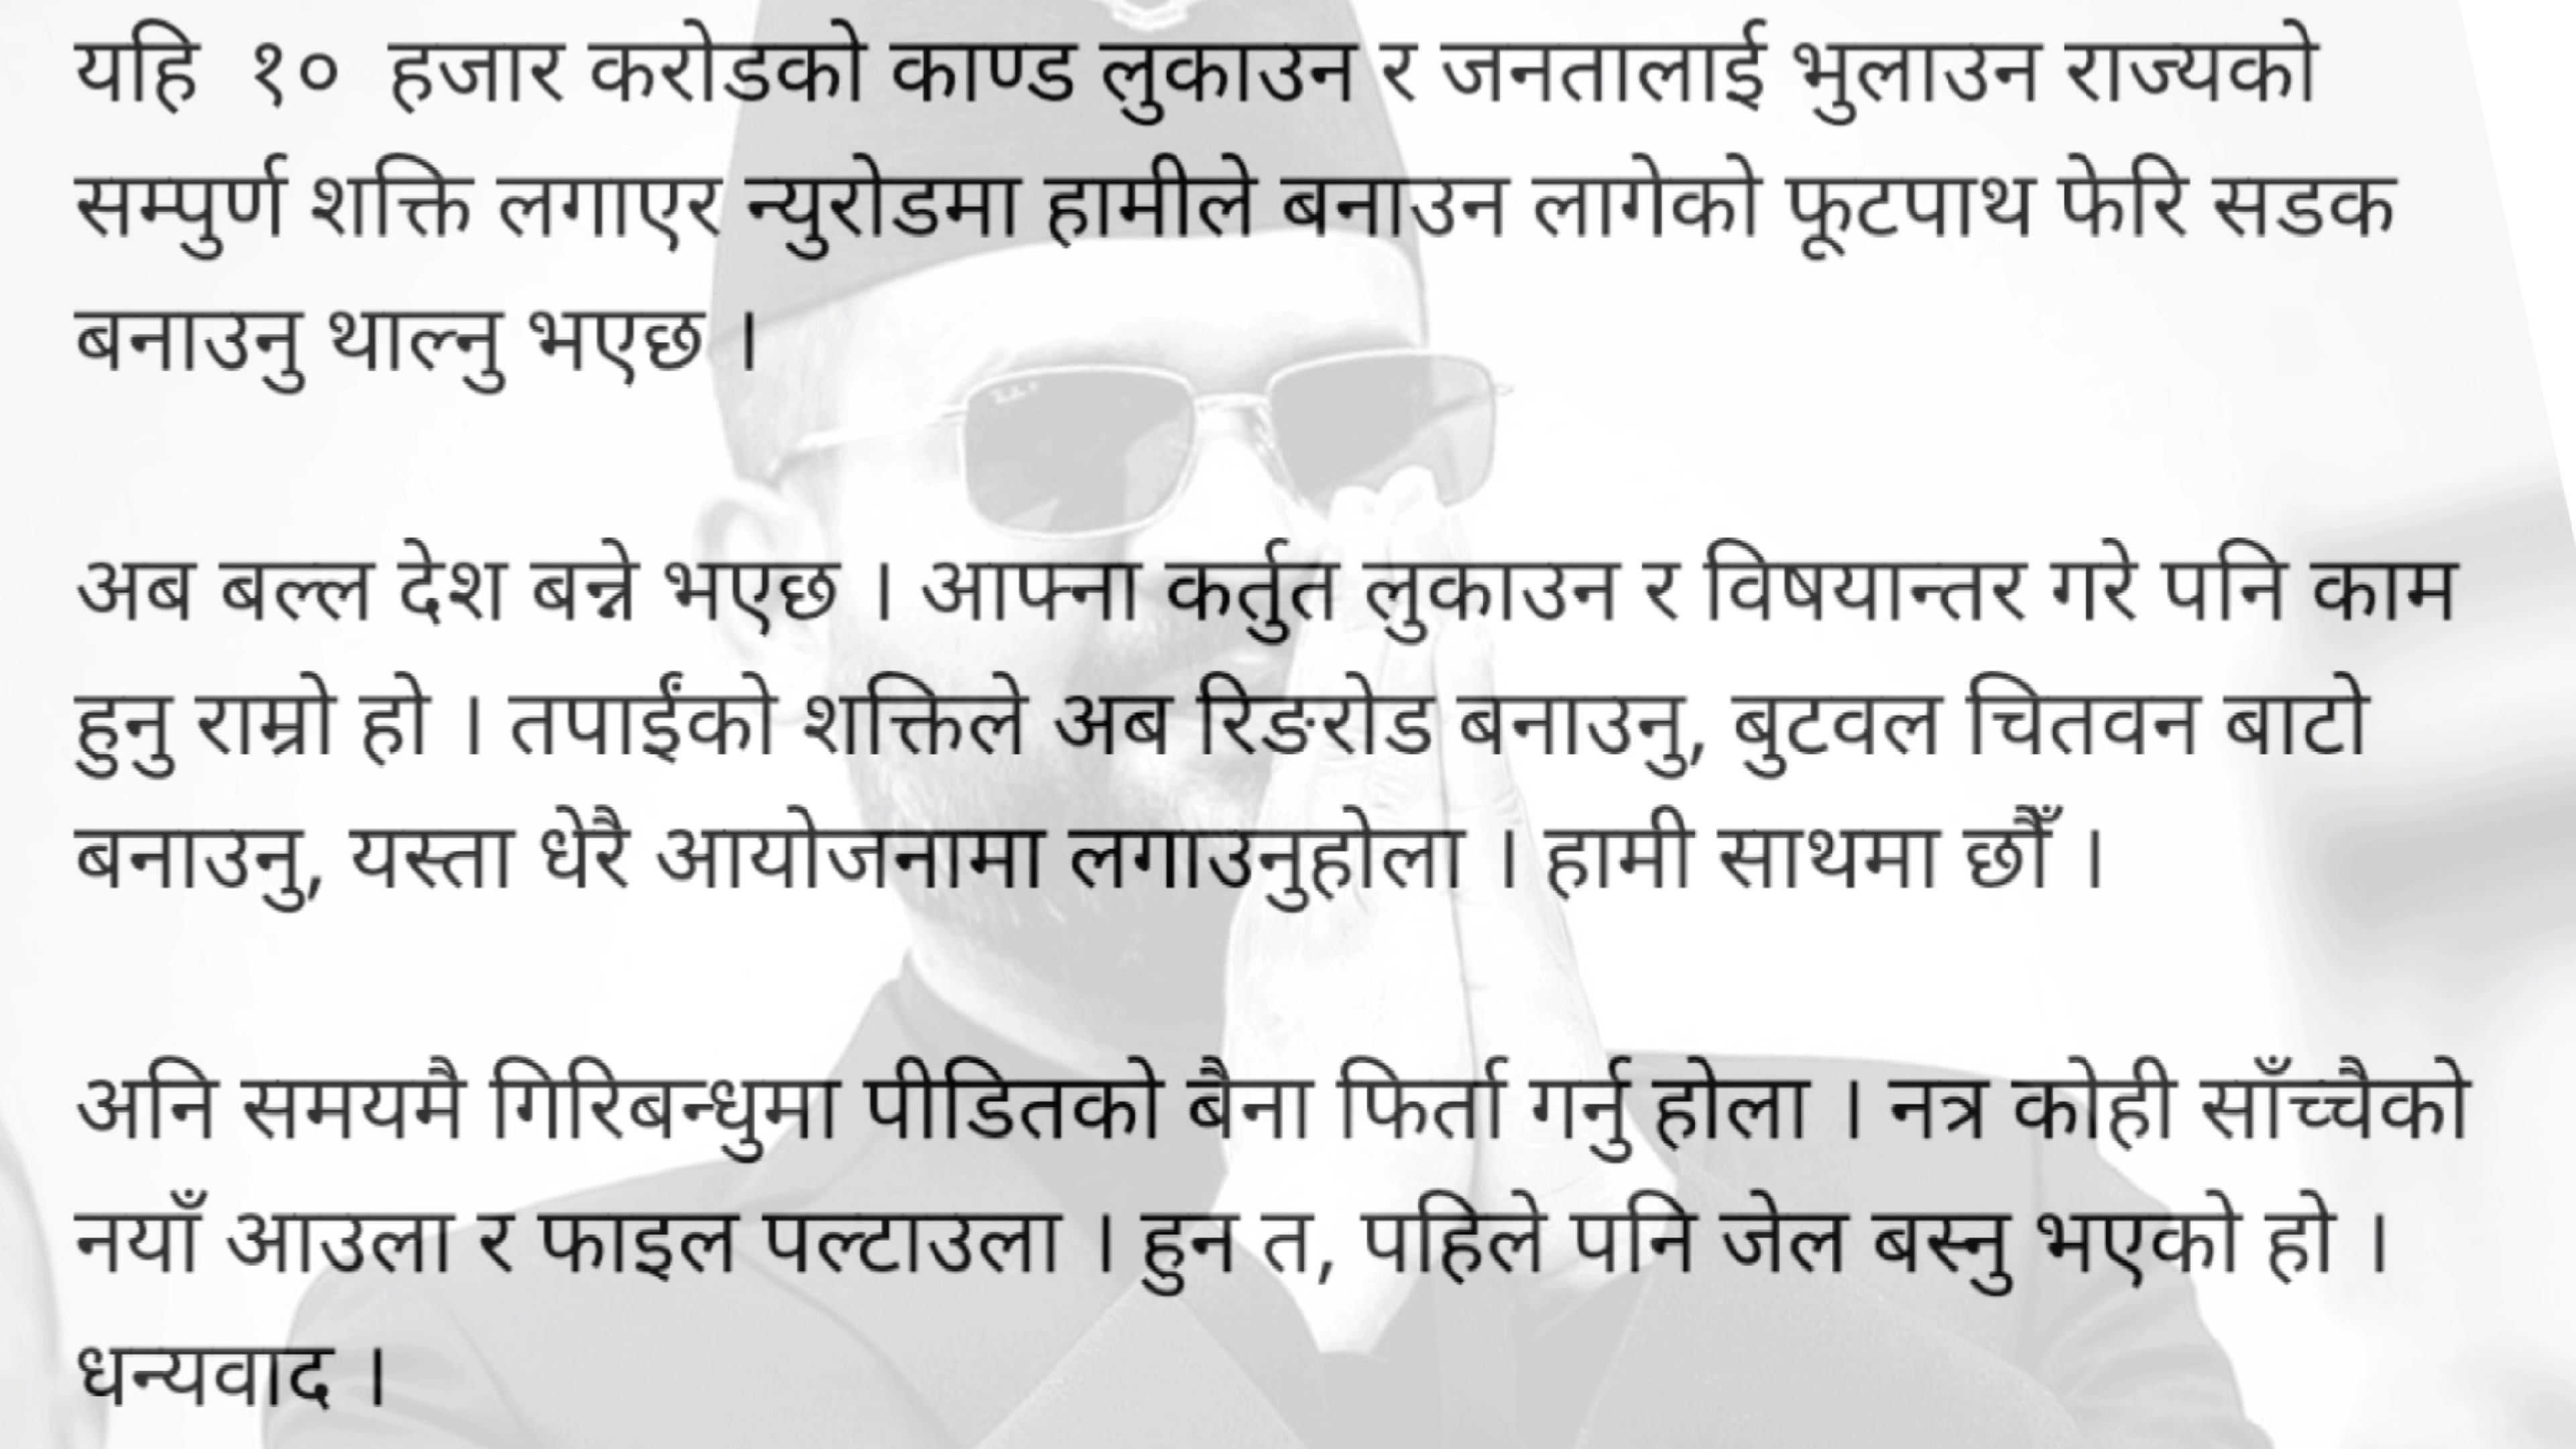 यहि १० हजार करोडको काण्ड लुकाउन र जनतालाई भुलाउन राज्यको
सम्पुर्ण शक्ति लगाएर न्युरोडमा हामीले बनाउन लागेको फूटपाथ फेरि सडक
बनाउनु थाल्नु भएछ ।
अब बल्ल देश बन्ने भएछ । आफ्ना कर्तुत लुकाउन र विषयान्तर गरे पनि काम
हुनु राम्रो हो । तपाईंको शक्तिले अब रिङरोड बनाउनु, बुटवल चितवन बाटो
बनाउनु, यस्ता धेरै आयोजनामा लगाउनुहोला । हामी साथमा छौँ ।
अनि समयमै गिरिबन्धुमा पीडितको बैना फिर्ता गर्नु होला । नत्र कोही साँच्चैको
नयाँ आउला र फाइल पल्टाउला । हुन त, पहिले पनि जेल बस्नु भएको हो ।
धन्यवाद ।